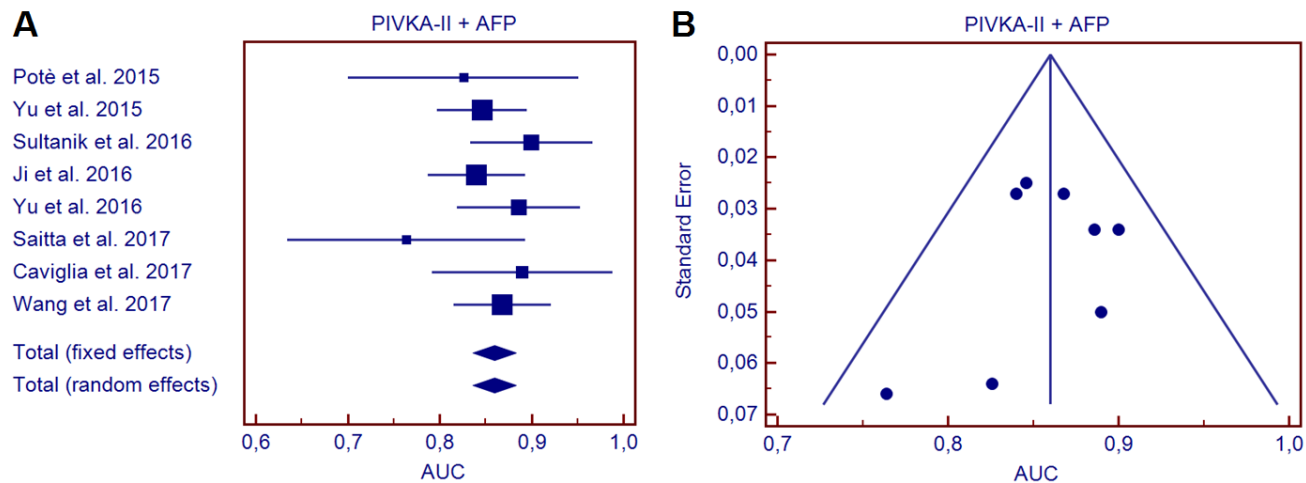 A
PIVKA-II + AFP
Potè et al. 2015
Yu et al. 2015
Sultanik et al. 2016
Ji et al. 2016
Yu et al. 2016
Saitta et al. 2017
Caviglia et al. 2017
Wang et al. 2017
Total (fixed effects)
Total (random effects)
0,6 0,7 0,8 0,9 1,0
AUC
B
PIVKA-II + AFP
Standard Error
0,00
0,01
0,02
0,03
0,04
0,05
0,06
0,07
0,7 0,8 0,9 1,0
AUC